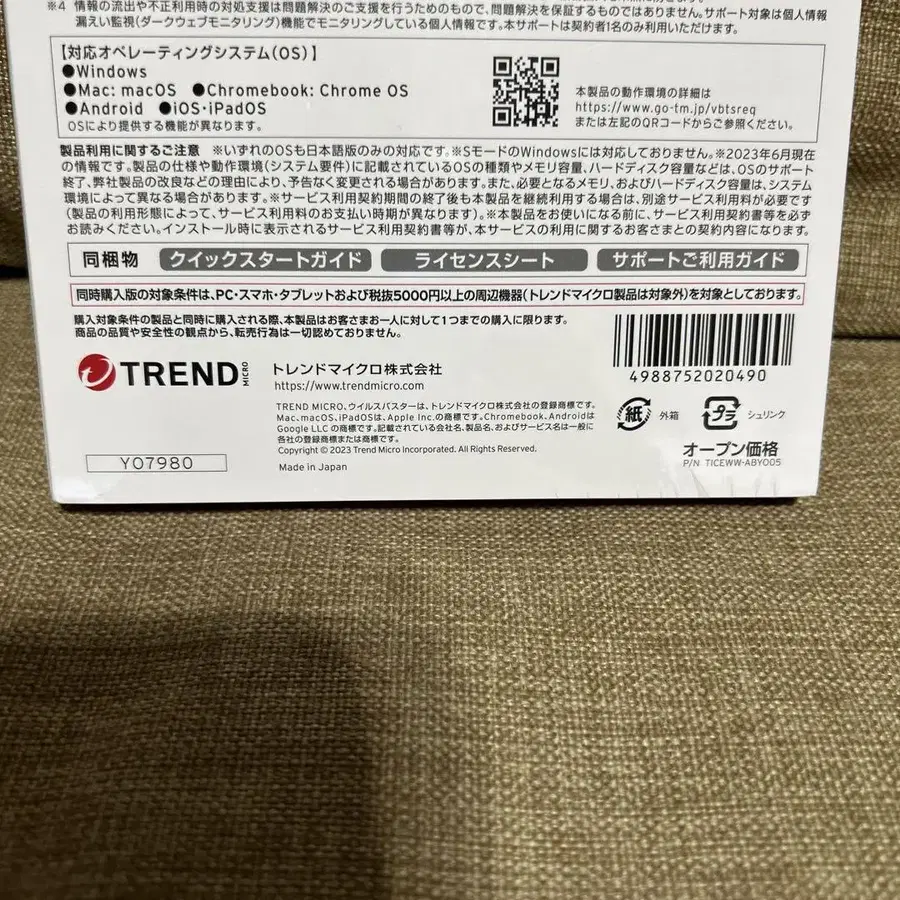 ※4 情報の流出や不正利用時の対処支援は問題解決のご支援を行うためのもので、問題解決を保証するものではありません。サポート対象は個人情報
漏えい監視(ダークウェブモニタリング)機能でモニタリングしている個人情報です。本サポートは契約者1名のみ利用いただけます。
【対応オペレーティングシステム(OS)】
●Windows
●Mac: macOS ●Chromebook: Chrome OS
●Android ●iOS・iPadOS
OSにより提供する機能が異なります。
本製品の動作環境の詳細は
https://www.go-tm.jp/vbtsreq
または左記のQRコードからご参照ください。
製品利用に関するご注意 ※いずれのOSも日本語版のみの対応です。※SモードのWindowsには対応しておりません。※2023年6月現在
の情報です。製品の仕様や動作環境(システム要件)に記載されているOSの種類やメモリ容量、ハードディスク容量などは、OSのサポート
終了、弊社製品の改良などの理由により、予告なく変更される場合があります。また、必要となるメモリ、およびハードディスク容量は、システム
環境によって異なる場合があります。※サービス利用契約期間の終了後も本製品を継続利用する場合は、別途サービス利用料が必要です
(製品の利用形態によって、サービス利用料のお支払い時期が異なります)。※本製品をお使いになる前に、サービス利用契約書等を必ず
お読みください。インストール時に表示されるサービス利用契約書等が、本サービスの利用に関するお客さまとの契約内容になります。
同梱物 クイックスタートガイド ライセンスシート サポートご利用ガイド
同時購入版の対象条件は、PC・スマホ・タブレットおよび税抜5000円以上の周辺機器(トレンドマイクロ製品は対象外)を対象としております。
購入対象条件の製品と同時に購入される際、本製品はお客さまお一人に対して1つまでの購入に限ります。
商品の品質や安全性の観点から、転売行為は一切認めておりません。
TREND MICRO
トレンドマイクロ株式会社
https://www.trendmicro.com
4988752020490
TREND MICRO、ウイルスバスターは、トレンドマイクロ株式会社の登録商標です。
Mac、macOS、iPadOSは、Apple Inc.の商標です。Chromebook、Androidは
Google LLC の商標です。記載されている会社名、製品名、およびサービス名は一般に
各社の登録商標または商標です。
Copyright © 2023 Trend Micro Incorporated. All Rights Reserved.
Made in Japan
紙 外箱 プラ シュリンク
オープン価格
P/N TICEWW-ABYO05
Y07980